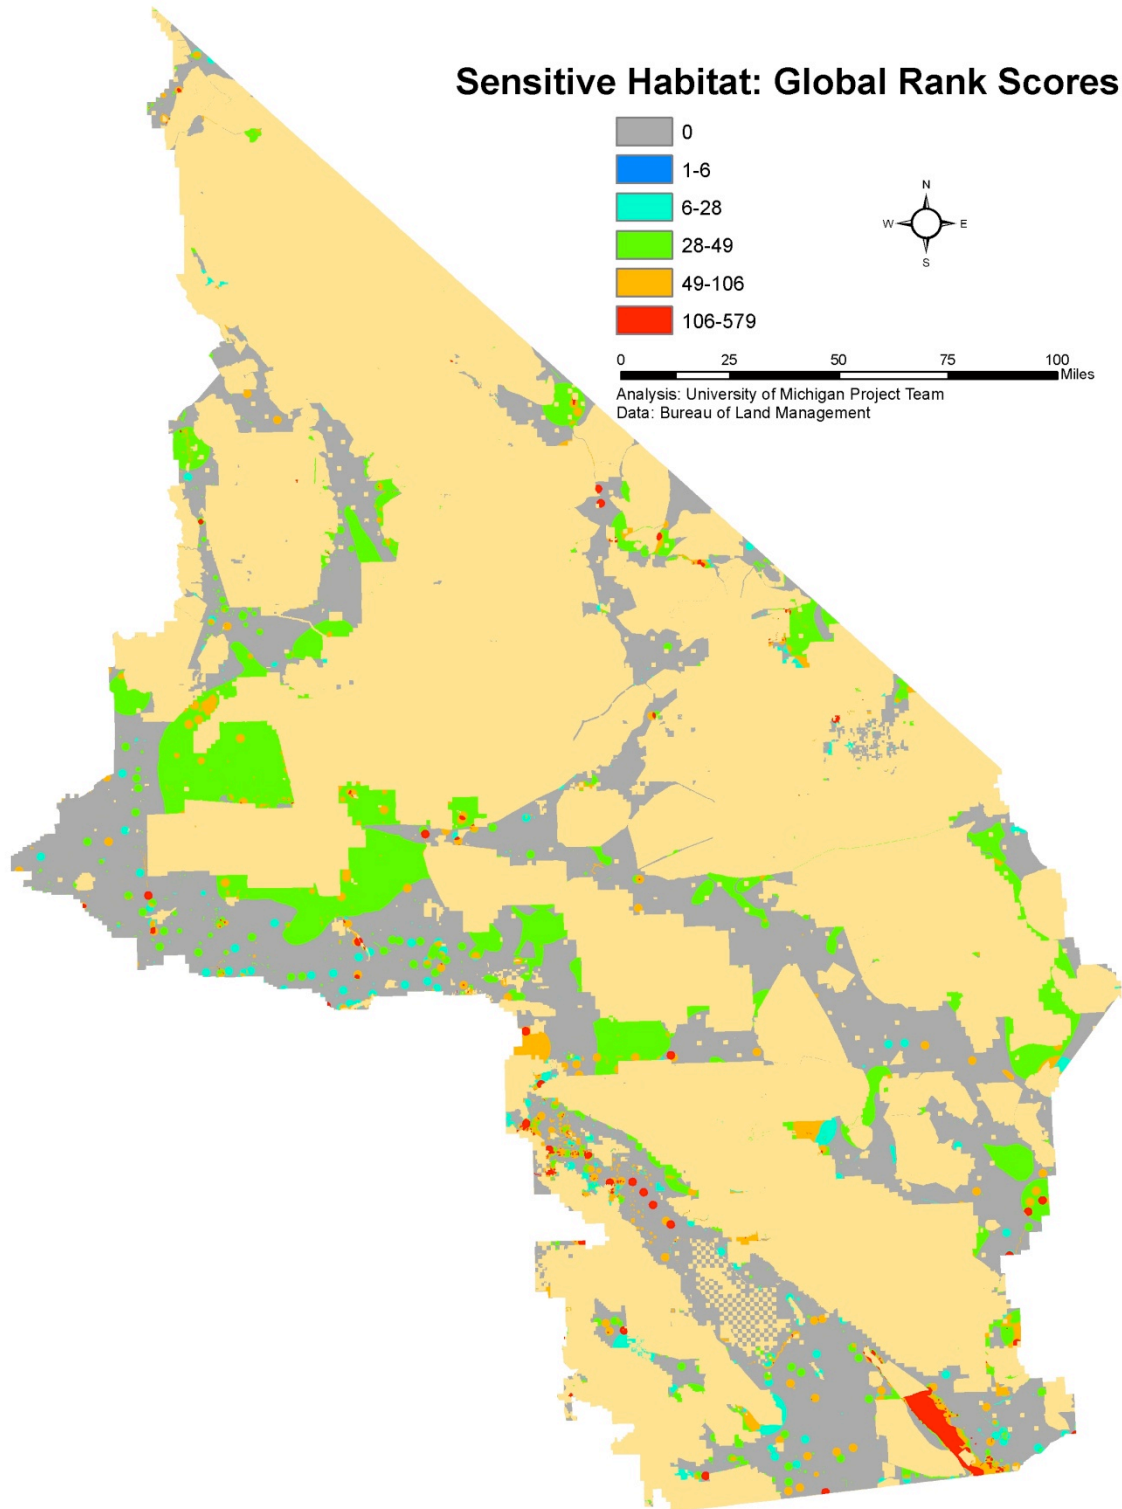 Sensitive Habitat: Global Rank Scores
0
1-6
6-28
28-49
49-106
106-579
N
W E
S
0 25 50 75 100
Miles
Analysis: University of Michigan Project Team
Data: Bureau of Land Management